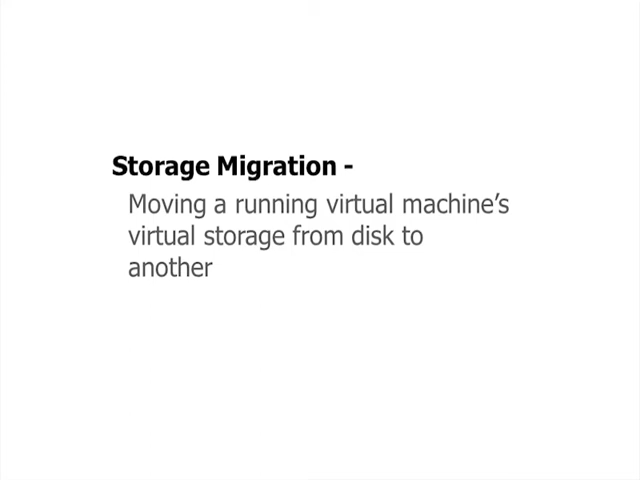 Storage Migration -
Moving a running virtual machine’s
virtual storage from disk to
another